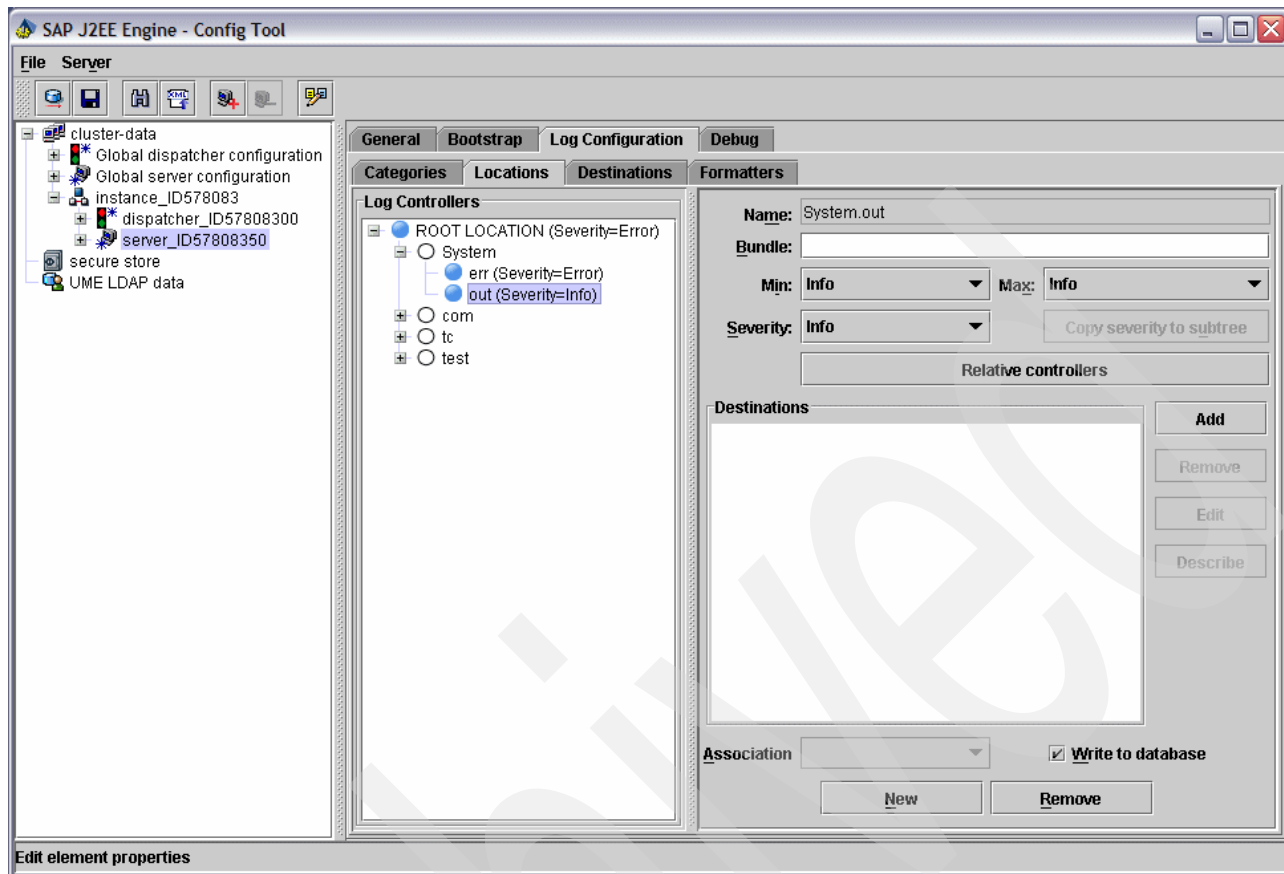 SAP J2EE Engine - Config Tool
File Server
cluster-data
Global dispatcher configuration
Global server configuration
instance_ID578083
dispatcher_ID57808300
server_ID57808350
secure store
UME LDAP data
General Bootstrap Log Configuration Debug
Categories Locations Destinations Formatters
Log Controllers
ROOT LOCATION (Severity=Error)
System
err (Severity=Error)
out (Severity=Info)
com
tc
test
Name: System.out
Bundle:
Min: Info Max: Info
Severity: Info Copy severity to subtree
Relative controllers
Destinations
Add
Remove
Edit
Describe
Association Write to database
New Remove
Edit element properties